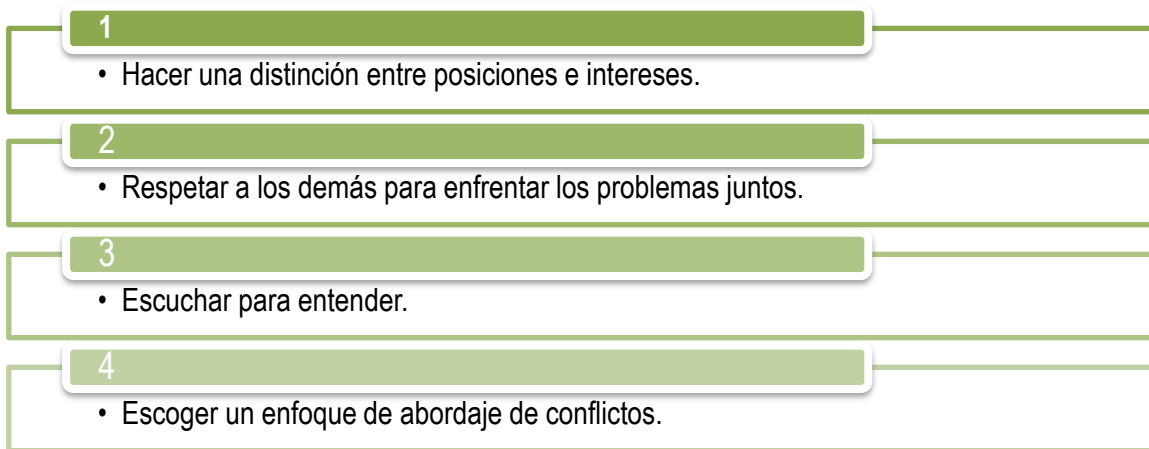 1
• Hacer una distinción entre posiciones e intereses.
2
• Respetar a los demás para enfrentar los problemas juntos.
3
• Escuchar para entender.
4
• Escoger un enfoque de abordaje de conflictos.